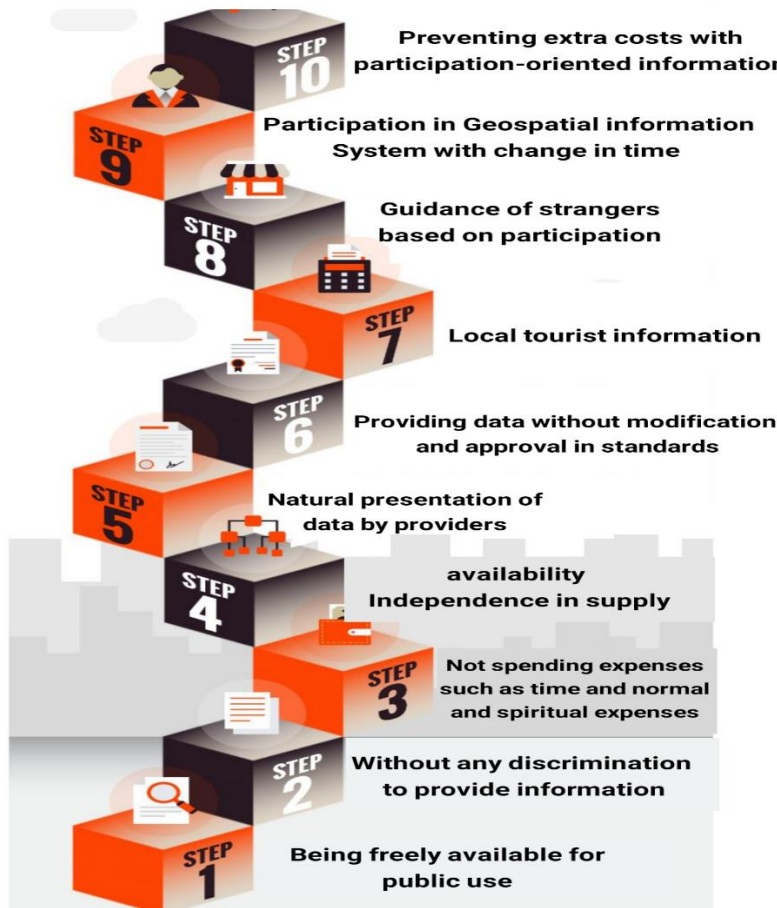 STEP
10
Preventing extra costs with
participation-oriented information
STEP
9
Participation in Geospatial information
System with change in time
STEP
8
Guidance of strangers
based on participation
STEP
7
Local tourist information
STEP
6
Providing data without modification
and approval in standards
STEP
5
Natural presentation of
data by providers
STEP
4
availability
Independence in supply
STEP
3
Not spending expenses
such as time and normal
and spiritual expenses
STEP
2
Without any discrimination
to provide information
STEP
1
Being freely available for
public use